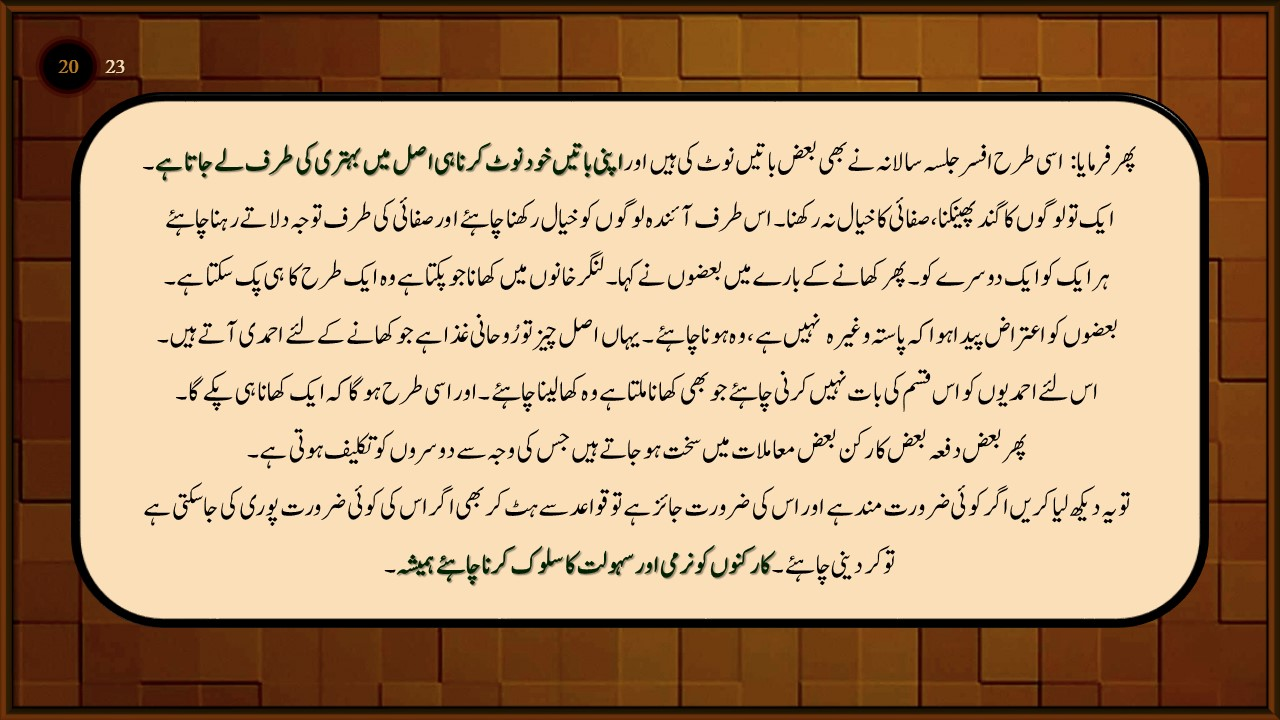 20 23
پھر فرمایا: اسی طرح افسر جلسہ سالانہ نے بھی بعض باتیں نوٹ کی ہیں اور اپنی باتیں خود نوٹ کرنا ہی اصل میں بہتری کی طرف لے جاتا ہے۔
ایک تو لوگوں کا گند پھینکنا، صفائی کا خیال نہ رکھنا۔ اس طرف آئندہ لوگوں کو خیال رکھنا چاہئے اور صفائی کی طرف توجہ دلاتے رہنا چاہئے
ہر ایک کو ایک دوسرے کو۔ پھر کھانے کے بارے میں بعضوں نے کہا۔ لنگر خانوں میں کھانا جو پکتا ہے وہ ایک طرح کا ہی پک سکتا ہے۔
بعضوں کو اعتراض پیدا ہوا کہ پاستہ وغیرہ نہیں ہے، وہ ہونا چاہئے۔ یہاں اصل چیز تو رُوحانی غذا ہے جو کھانے کے لئے احمدی آتے ہیں۔
اس لئے احمدیوں کو اس قسم کی بات نہیں کرنی چاہئے جو بھی کھانا ملتا ہے وہ کھا لینا چاہئے۔ اور اسی طرح ہو گا کہ ایک کھانا ہی پکے گا۔
پھر بعض دفعہ بعض کارکن بعض معاملات میں سخت ہو جاتے ہیں جس کی وجہ سے دوسروں کو تکلیف ہوتی ہے۔
تو یہ دیکھ لیا کریں اگر کوئی ضرورت مند ہے اور اس کی ضرورت جائز ہے تو قواعد سے ہٹ کر بھی اگر اس کی کوئی ضرورت پوری کی جاسکتی ہے
تو کر دینی چاہئے۔ کارکنوں کو نرمی اور سہولت کا سلوک کرنا چاہئے ہمیشہ۔